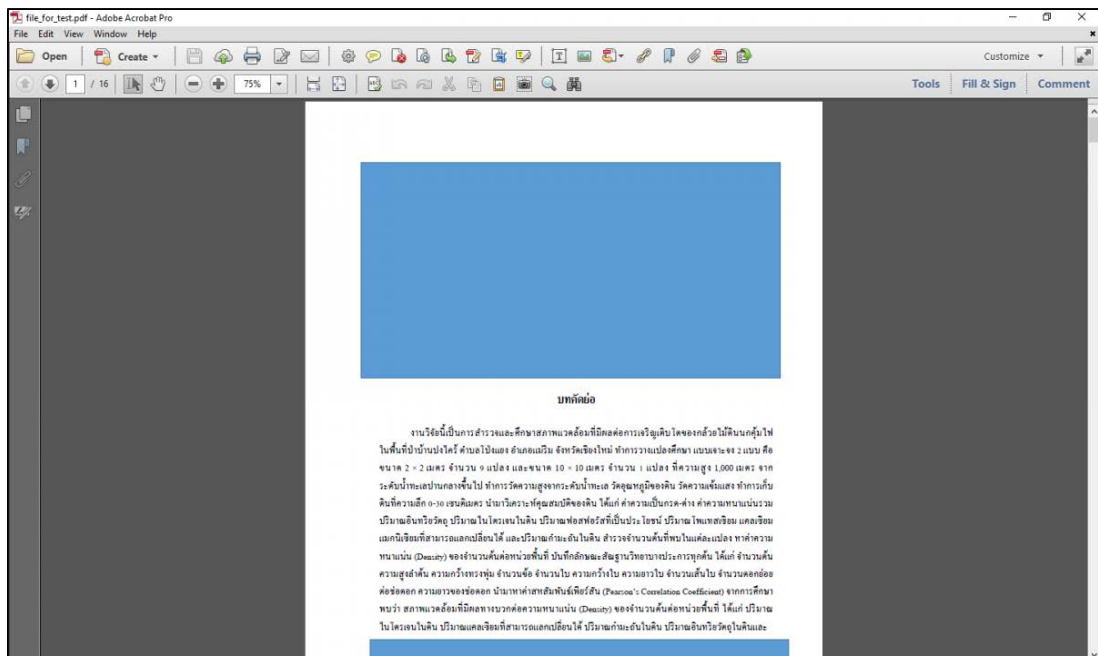 file_for_test.pdf - Adobe Acrobat Pro
File Edit View Window Help
Open Create Customize
1 / 16 75% Tools Fill & Sign Comment
บทคัดย่อ
งานวิจัยนี้เป็นการสำรวจและศึกษาสภาพแวดล้อมที่มีผลต่อการเจริญเติบโตของกล้วยไม้ดินนกคุ้มไฟ
ในพื้นที่ป่าบ้านปงไคร้ ตำบลโป่งแยง อำเภอแม่ริม จังหวัดเชียงใหม่ ทำการวางแปลงศึกษา แบบเจาะจง 2 แบบ คือ
ขนาด 2 × 2 เมตร จำนวน 9 แปลง และขนาด 10 × 10 เมตร จำนวน 1 แปลง ที่ความสูง 1,000 เมตร จาก
ระดับน้ำทะเลปานกลางขึ้นไป ทำการวัดความสูงจากระดับน้ำทะเล วัดอุณหภูมิของดิน วัดความเข้มแสง ทำการเก็บ
ดินที่ความลึก 0-30 เซนติเมตร นำมาวิเคราะห์คุณสมบัติของดิน ได้แก่ ค่าความเป็นกรด-ด่าง ค่าความหนาแน่นรวม
ปริมาณอินทรียวัตถุ ปริมาณไนโตรเจนในดิน ปริมาณฟอสฟอรัสที่เป็นประโยชน์ ปริมาณโพแทสเซียม แคลเซียม
แมกนีเซียมที่สามารถแลกเปลี่ยนได้ และปริมาณกำมะถันในดิน สำรวจจำนวนต้นที่พบในแต่ละแปลง หาค่าความ
หนาแน่น (Density) ของจำนวนต้นต่อหน่วยพื้นที่ บันทึกลักษณะสัณฐานวิทยาบางประการทุกต้น ได้แก่ จำนวนต้น
ความสูงลำต้น ความกว้างทรงพุ่ม จำนวนข้อ จำนวนใบ ความกว้างใบ ความยาวใบ จำนวนเส้นใบ จำนวนดอกย่อย
ต่อช่อดอก ความยาวของช่อดอก นำมาหาค่าสหสัมพันธ์เพียร์สัน (Pearson's Correlation Coefficient) จากการศึกษา
พบว่า สภาพแวดล้อมที่มีผลทางบวกต่อความหนาแน่น (Density) ของจำนวนต้นต่อหน่วยพื้นที่ ได้แก่ ปริมาณ
ไนโตรเจนในดิน ปริมาณแคลเซียมที่สามารถแลกเปลี่ยนได้ ปริมาณกำมะถันในดิน ปริมาณอินทรียวัตถุในดินและ